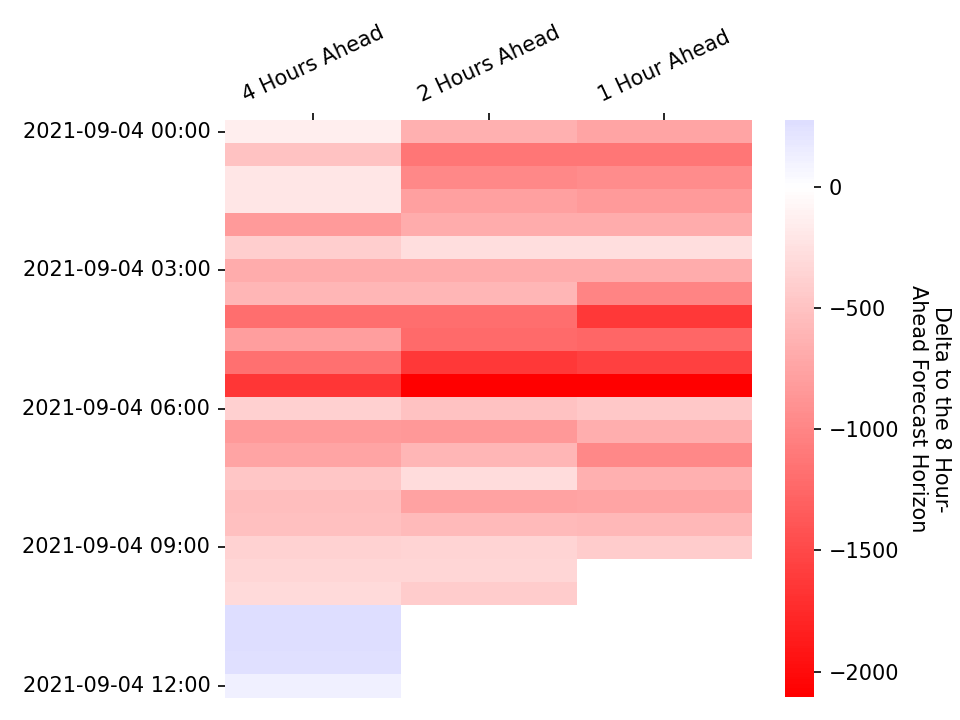 4 Hours Ahead
2 Hours Ahead
1 Hour Ahead
2021-09-04 00:00
2021-09-04 03:00
2021-09-04 06:00
2021-09-04 09:00
2021-09-04 12:00
0
−500
−1000
−1500
−2000
Delta to the 8 Hour-
Ahead Forecast Horizon